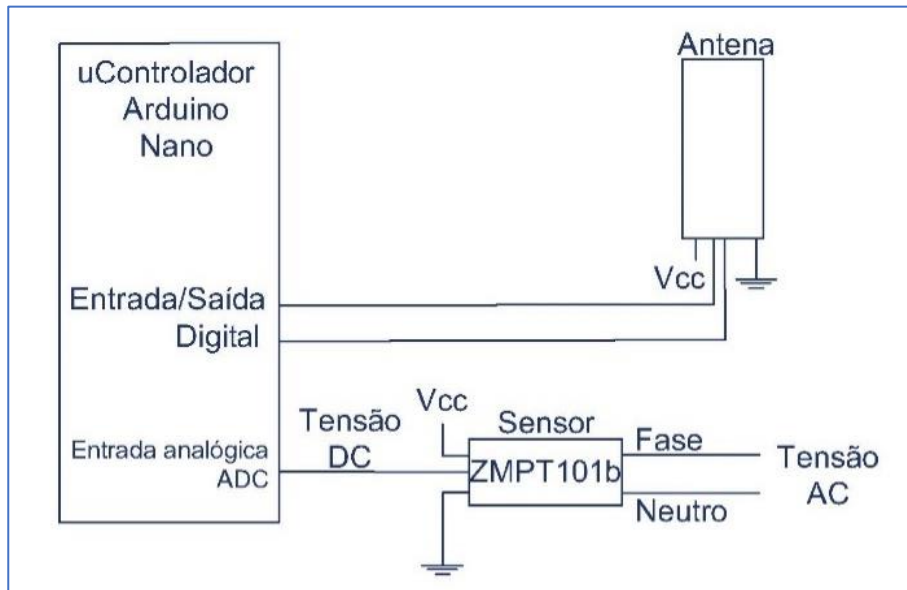 uControlador
Arduino
Nano
Antena
Vcc
Entrada/Saída
Digital
Entrada analógica
ADC
Tensão
DC
Vcc
Sensor
ZMPT101b
Fase
Neutro
Tensão
AC